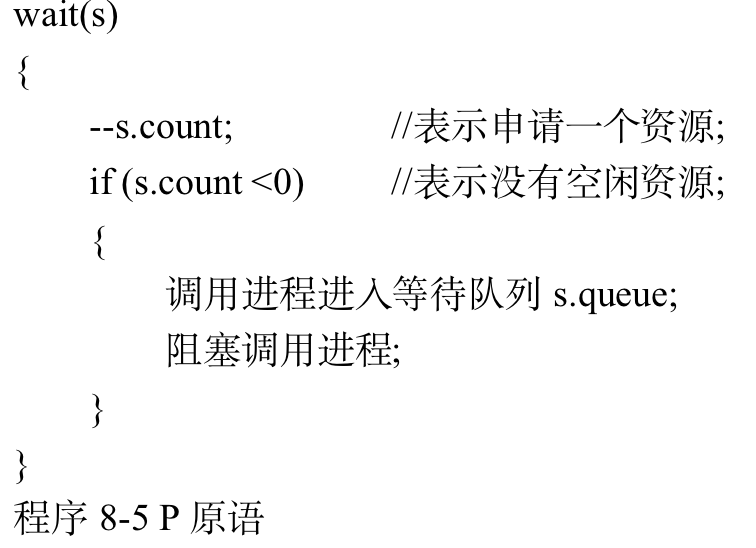 wait(s)
{
--s.count; //表示申请一个资源;
if (s.count <0) //表示没有空闲资源;
{
调用进程进入等待队列 s.queue;
阻塞调用进程;
}
}
程序 8-5 P 原语